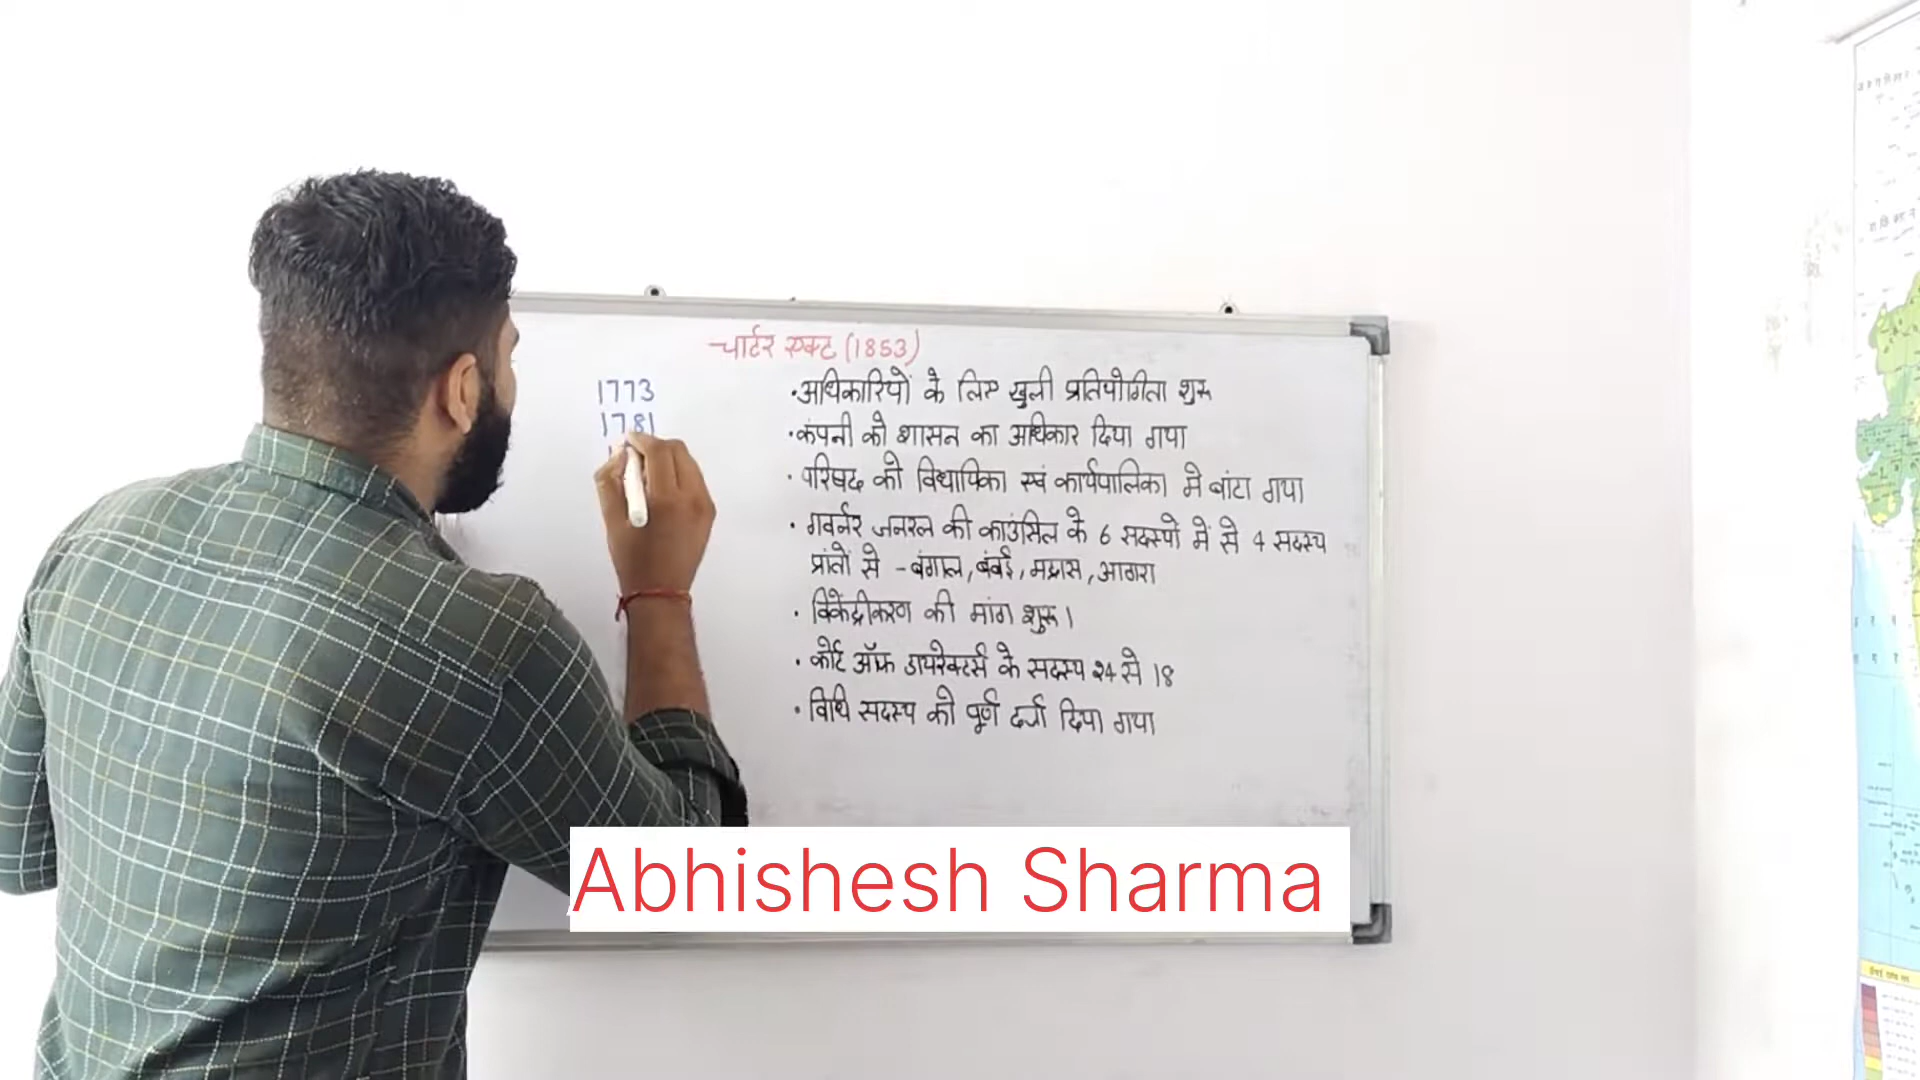 चार्टर एक्ट (1853)
1773
1781
• अधिकारियों के लिए खुली प्रतियोगिता शुरू
• कंपनी को शासन का अधिकार दिया गया
• परिषद को विधायिका एवं कार्यपालिका मे बांटा गया
• गवर्नर जनरल की काउंसिल के 6 सदस्यो में से 4 सदस्य
प्रांतों से - बंगाल, बंबई, मद्रास, आगरा
• विकेंद्रीकरण की मांग शुरू।
• कोर्ट ऑफ डायरेक्टर्स के सदस्य 24 से 18
• विधि सदस्य को पूर्ण दर्जा दिया गया
Abhishesh Sharma